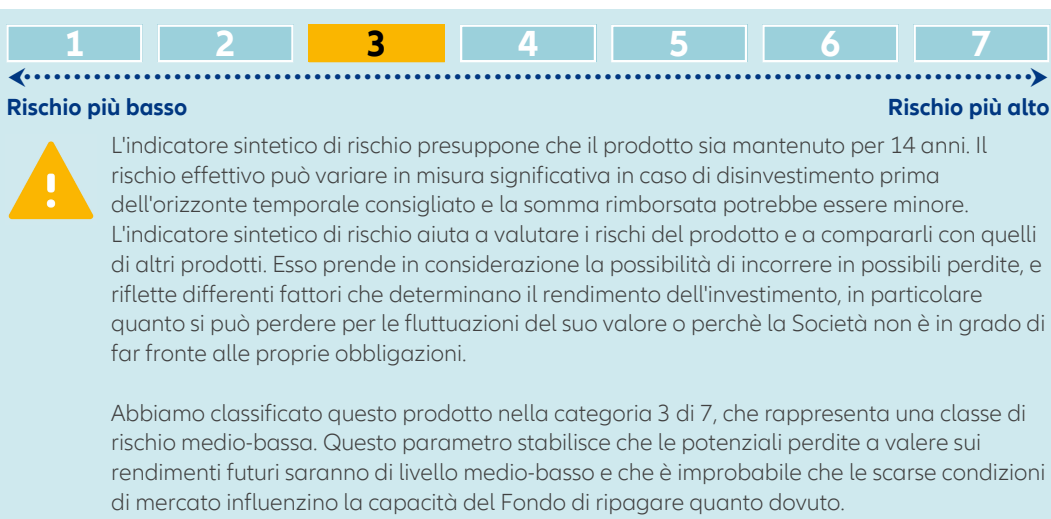 1 2 3 4 5 6 7
Rischio più basso Rischio più alto
L'indicatore sintetico di rischio presuppone che il prodotto sia mantenuto per 14 anni. Il
rischio effettivo può variare in misura significativa in caso di disinvestimento prima
dell'orizzonte temporale consigliato e la somma rimborsata potrebbe essere minore.
L'indicatore sintetico di rischio aiuta a valutare i rischi del prodotto e a compararli con quelli
di altri prodotti. Esso prende in considerazione la possibilità di incorrere in possibili perdite, e
riflette differenti fattori che determinano il rendimento dell'investimento, in particolare
quanto si può perdere per le fluttuazioni del suo valore o perchè la Società non è in grado di
far fronte alle proprie obbligazioni.
Abbiamo classificato questo prodotto nella categoria 3 di 7, che rappresenta una classe di
rischio medio-bassa. Questo parametro stabilisce che le potenziali perdite a valere sui
rendimenti futuri saranno di livello medio-basso e che è improbabile che le scarse condizioni
di mercato influenzino la capacità del Fondo di ripagare quanto dovuto.